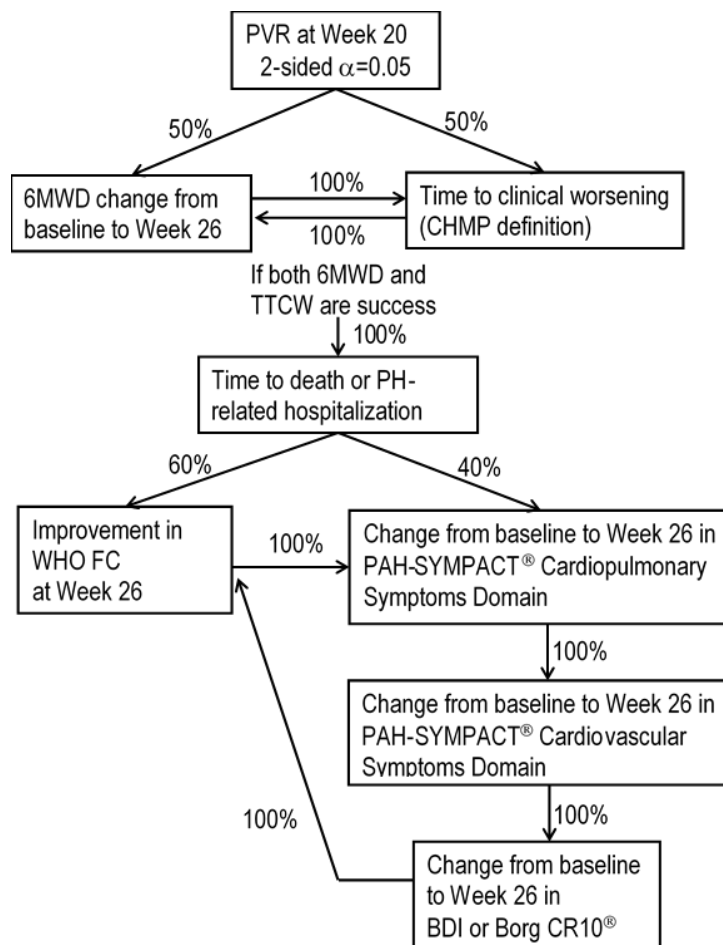 PVR at Week 20
2-sided α=0.05
50%
50%
6MWD change from
baseline to Week 26
100%
100%
Time to clinical worsening
(CHMP definition)
If both 6MWD and
TTCW are success
100%
Time to death or PH-
related hospitalization
60%
40%
Improvement in
WHO FC
at Week 26
100%
Change from baseline to Week 26 in
PAH-SYMPACT® Cardiopulmonary
Symptoms Domain
100%
Change from baseline to Week 26 in
PAH-SYMPACT® Cardiovascular
Symptoms Domain
100%
100%
Change from baseline
to Week 26 in
BDI or Borg CR10®